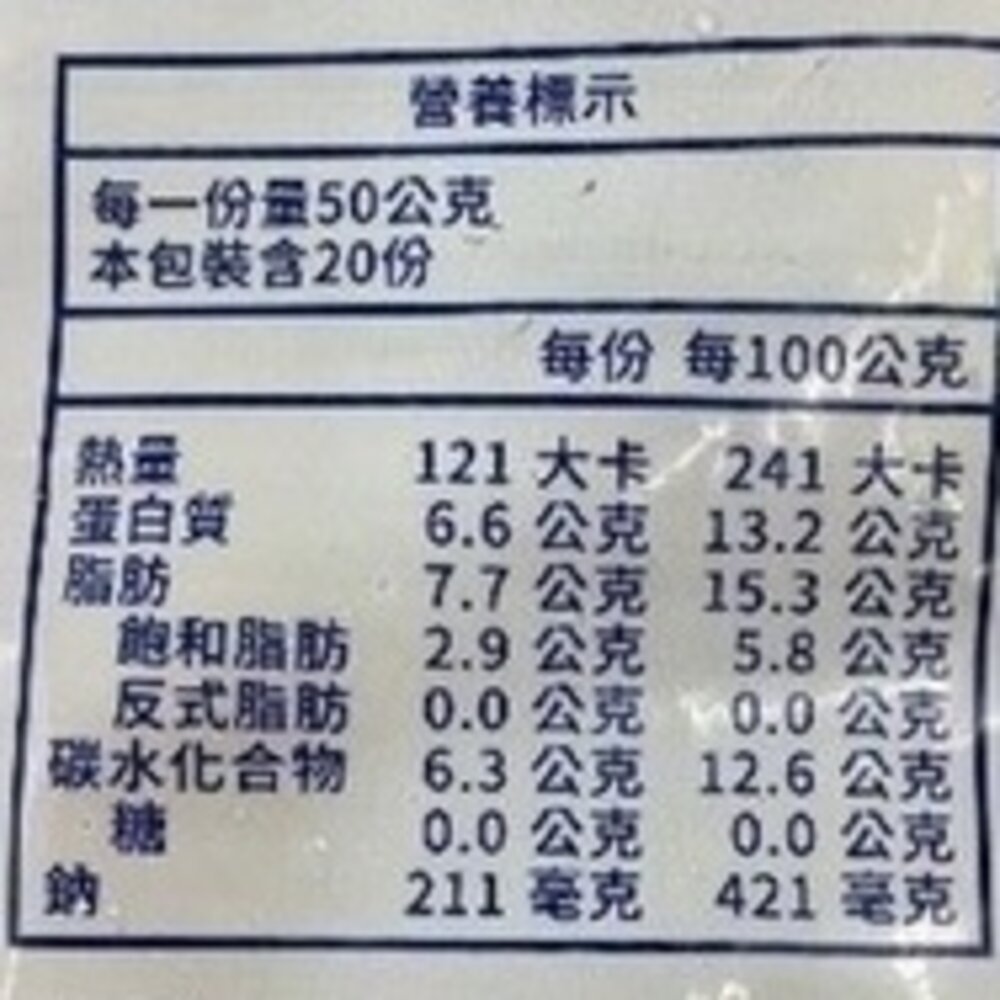 營養標示
每一份量50公克
本包裝含20份
每份 每100公克
熱量 121 大卡 241 大卡
蛋白質 6.6 公克 13.2 公克
脂肪 7.7 公克 15.3 公克
飽和脂肪 2.9 公克 5.8 公克
反式脂肪 0.0 公克 0.0 公克
碳水化合物 6.3 公克 12.6 公克
糖 0.0 公克 0.0 公克
鈉 211 毫克 421 毫克